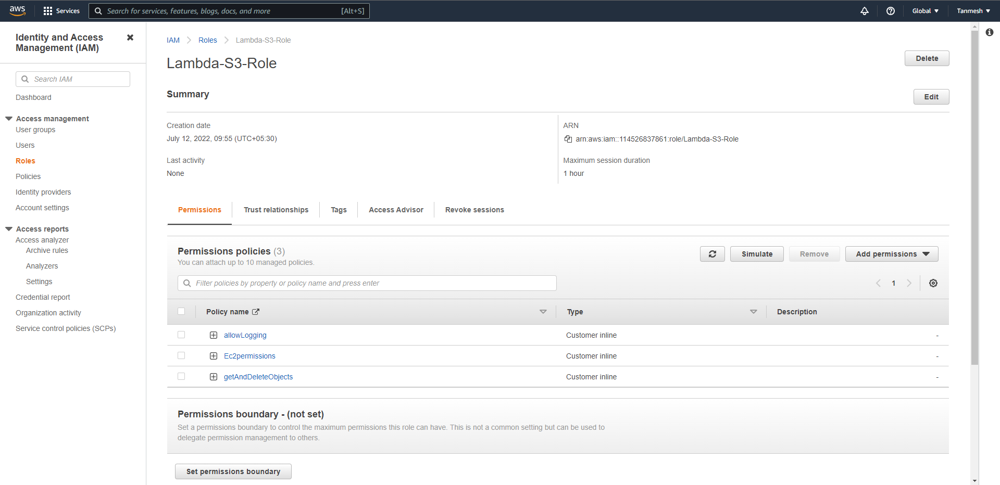 aws
Services
Search for services, features, blogs, docs, and more
[Alt+S]
Global
Tanmesh
Identity and Access
Management (IAM)
Search IAM
Dashboard
Access management
User groups
Users
Roles
Policies
Identity providers
Account settings
Access reports
Access analyzer
Archive rules
Analyzers
Settings
Credential report
Organization activity
Service control policies (SCPs)
IAM
Roles
Lambda-S3-Role
Lambda-S3-Role
Delete
Summary
Edit
Creation date
July 12, 2022, 09:55 (UTC+05:30)
ARN
arn:aws:iam::114526837861:role/Lambda-S3-Role
Last activity
None
Maximum session duration
1 hour
Permissions
Trust relationships
Tags
Access Advisor
Revoke sessions
Permissions policies (3)
You can attach up to 10 managed policies.
Simulate
Remove
Add permissions
Filter policies by property or policy name and press enter
1
Policy name
Type
Description
allowLogging
Customer inline
-
Ec2permissions
Customer inline
-
getAndDeleteObjects
Customer inline
-
Permissions boundary - (not set)
Set a permissions boundary to control the maximum permissions this role can have. This is not a common setting but can be used to
delegate permission management to others.
Set permissions boundary